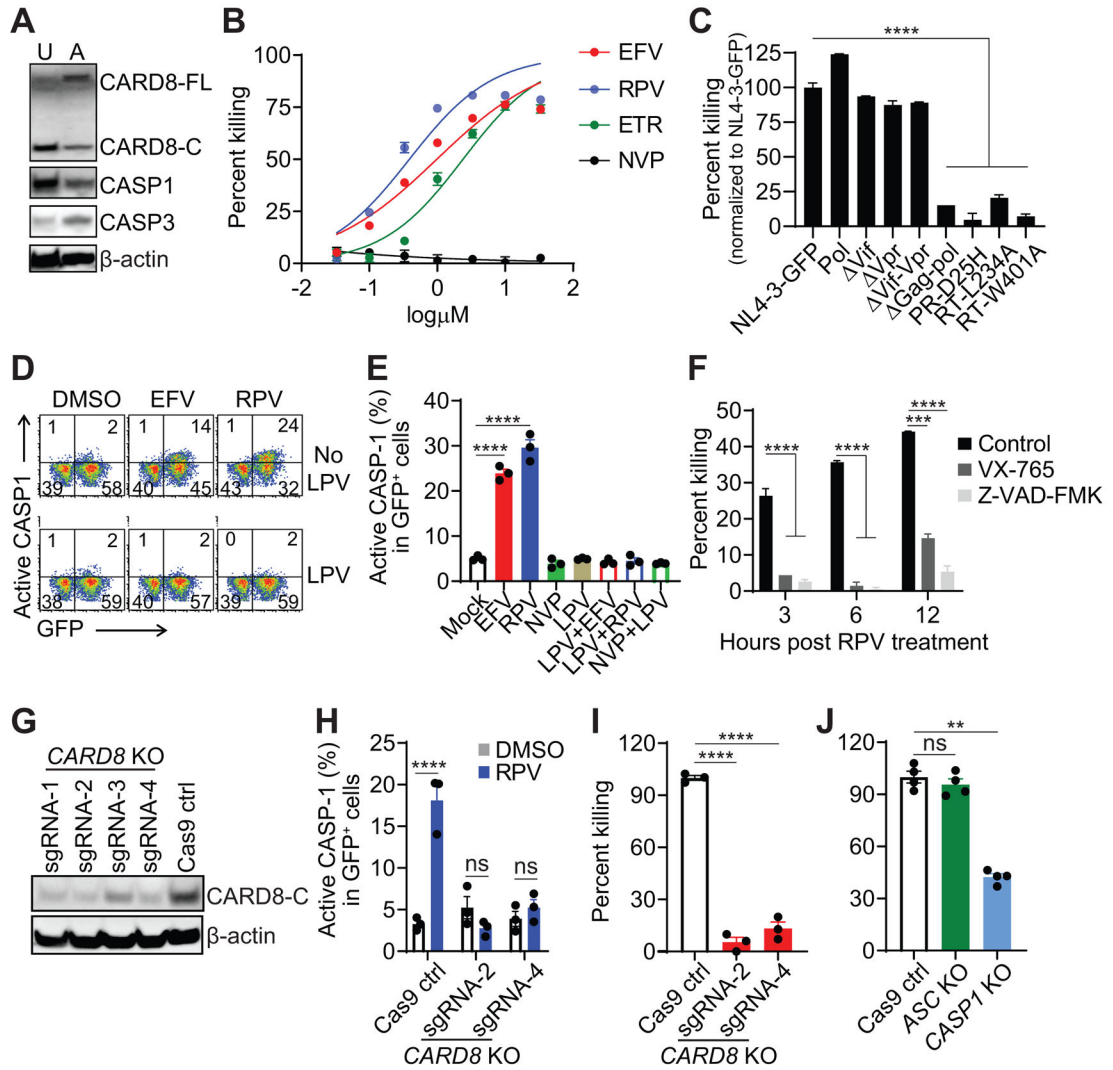 A
U A
CARD8-FL
CARD8-C
CASP1
CASP3
β-actin
B
Percent killing
100
75
50
25
0
-2 -1 0 1 2
logμM
EFV
RPV
ETR
NVP
C
Percent killing
(normalized to NL4-3-GFP)
****
125
100
75
50
25
0
NL4-3-GFP
Pol
ΔVif
ΔVpr
ΔVif-Vpr
ΔGag-pol
PR-D25H
RT-L234A
RT-W401A
D
DMSO EFV RPV
Active CASP1
1 2 1 14 1 24
39 58 40 45 43 32
No
LPV
1 2 1 2 0 2
38 59 40 57 39 59
LPV
GFP
E
Active CASP-1 (%)
in GFP+ cells
40
30
20
10
0
****
****
Mock
EFV
RPV
NVP
LPV
LPV+EFV
LPV+RPV
NVP+LPV
F
Percent killing
50
40
30
20
10
0
**** **** **** ***
Control
VX-765
Z-VAD-FMK
3 6 12
Hours post RPV treatment
G
CARD8 KO
sgRNA-1
sgRNA-2
sgRNA-3
sgRNA-4
Cas9 ctrl
CARD8-C
β-actin
H
Active CASP-1 (%)
in GFP+ cells
25
20
15
10
5
0
DMSO
RPV
****
ns ns
Cas9 ctrl
sgRNA-2
sgRNA-4
CARD8 KO
I
Percent killing
120
90
60
30
0
****
****
Cas9 ctrl
sgRNA-2
sgRNA-4
CARD8 KO
J
120
90
60
30
0
**
ns
Cas9 ctrl
ASC KO
CASP1 KO